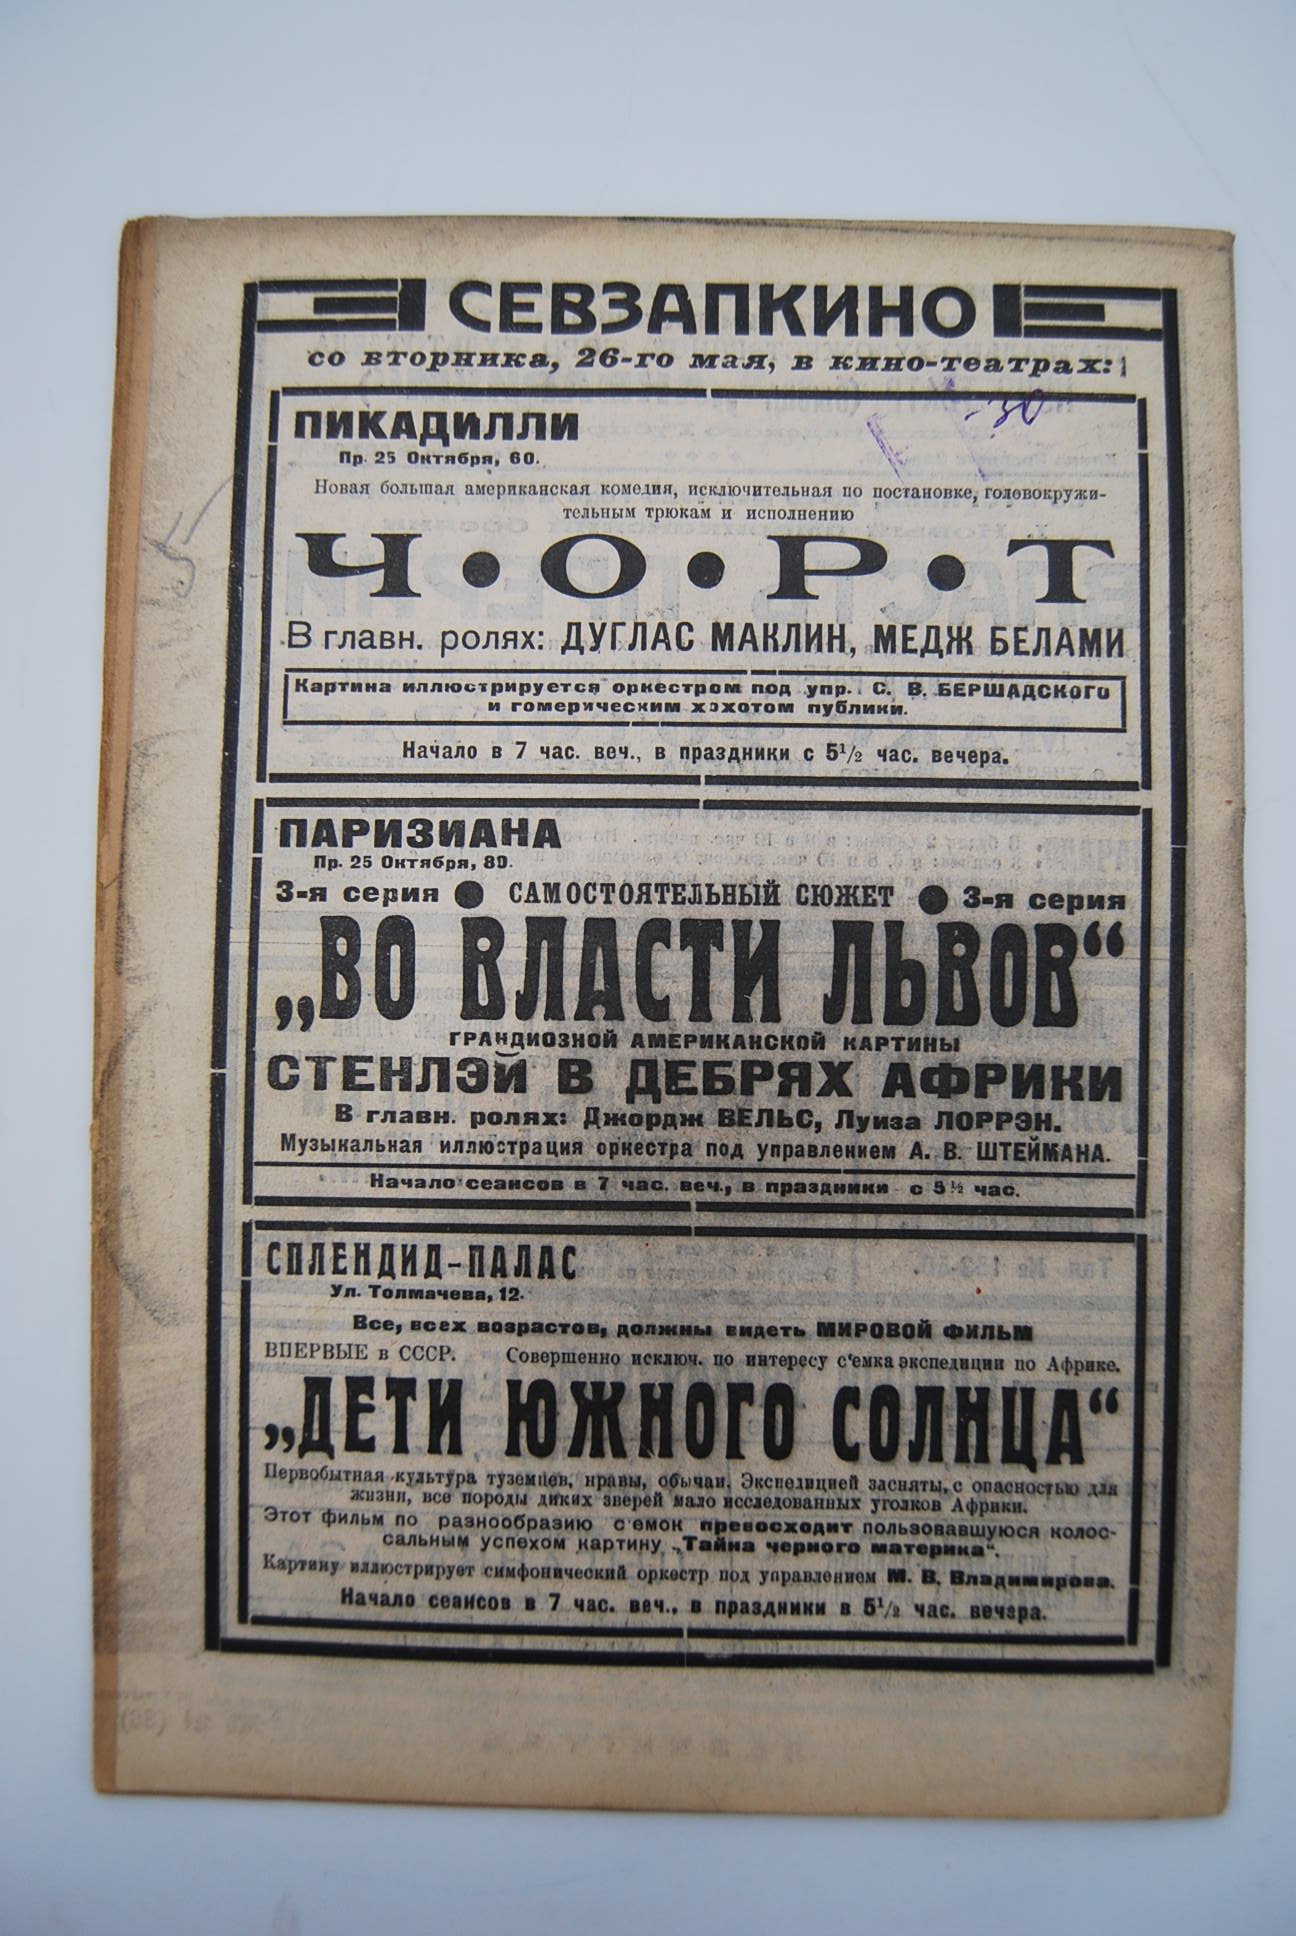 СЕВЗАПКИНО
со вторника, 26-го мая, в кино-театрах:
-30
ПИКАДИЛЛИ
Пр. 25 Октября, 60.
Новая большая американская комедия, исключительная по постановке, головокружи-
тельным трюкам и исполнению
Ч•О•Р•Т
В главн. ролях: ДУГЛАС МАКЛИН, МЕДЖ БЕЛАМИ
Картина иллюстрируется оркестром под упр. С. В. БЕРШАДСКОГО
и гомерическим хохотом публики.
Начало в 7 час. веч., в праздники с 5½ час. вечера.
ПАРИЗИАНА
Пр. 25 Октября, 80.
3-я серия ● САМОСТОЯТЕЛЬНЫЙ СЮЖЕТ ● 3-я серия
„ВО ВЛАСТИ ЛЬВОВ“
ГРАНДИОЗНОЙ АМЕРИКАНСКОЙ КАРТИНЫ
СТЕНЛЭЙ В ДЕБРЯХ АФРИКИ
В главн. ролях: Джордж ВЕЛЬС, Луиза ЛОРРЭН.
Музыкальная иллюстрация оркестра под управлением А. В. ШТЕЙМАНА.
Начало сеансов в 7 час. веч., в праздники с 5½ час.
СПЛЕНДИД-ПАЛАС
Ул. Толмачева, 12.
Все, всех возрастов, должны видеть МИРОВОЙ ФИЛЬМ
ВПЕРВЫЕ в СССР. Совершенно исключ. по интересу с'емка экспедиции по Африке.
„ДЕТИ ЮЖНОГО СОЛНЦА“
Первобытная культура туземцев, нравы, обычаи. Экспедицией засняты, с опасностью для
жизни, все породы диких зверей мало исследованных уголков Африки.
Этот фильм по разнообразию с'емок превосходит пользовавшуюся колос-
сальным успехом картину „Тайна черного материка“.
Картину иллюстрирует симфонический оркестр под управлением М. В. Владимирова.
Начало сеансов в 7 час. веч., в праздники в 5½ час. вечера.